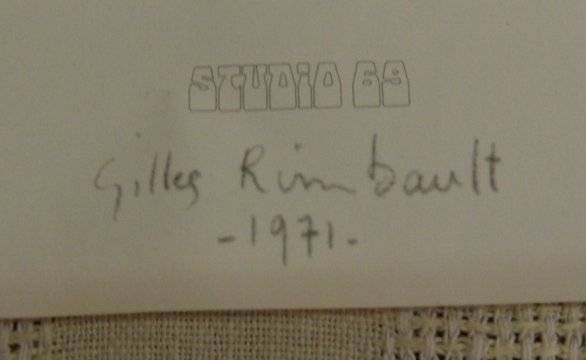 STUDIO 69
Gilles Rimbault
-1971-